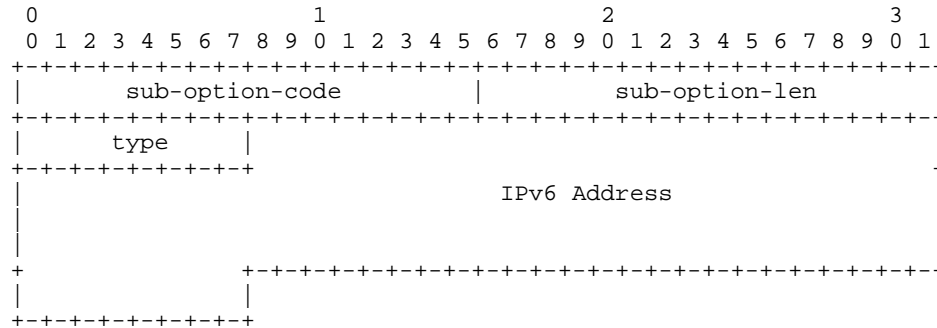 0                   1                   2                   3
0 1 2 3 4 5 6 7 8 9 0 1 2 3 4 5 6 7 8 9 0 1 2 3 4 5 6 7 8 9 0 1
+-+-+-+-+-+-+-+-+-+-+-+-+-+-+-+-+-+-+-+-+-+-+-+-+-+-+-+-+-+-+-+-
|       sub-option-code         |         sub-option-len
+-+-+-+-+-+-+-+-+-+-+-+-+-+-+-+-+-+-+-+-+-+-+-+-+-+-+-+-+-+-+-+-
|      type     |
+-+-+-+-+-+-+-+-+                                               -
|                                 IPv6 Address
|
|
+               +-+-+-+-+-+-+-+-+-+-+-+-+-+-+-+-+-+-+-+-+-+-+-+-
|               |
+-+-+-+-+-+-+-+-+